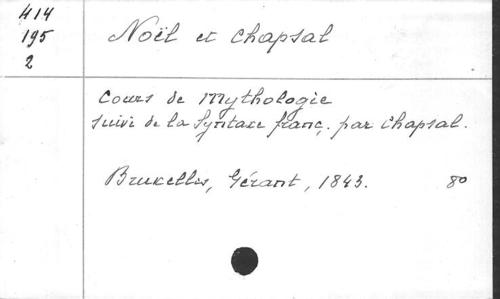 414
195
2
Noël et Chapsal
Cours de Mythologie
suivi de la Syntaxe franç. par Chapsal.
Bruxelles, Gérant, 1843. 8o